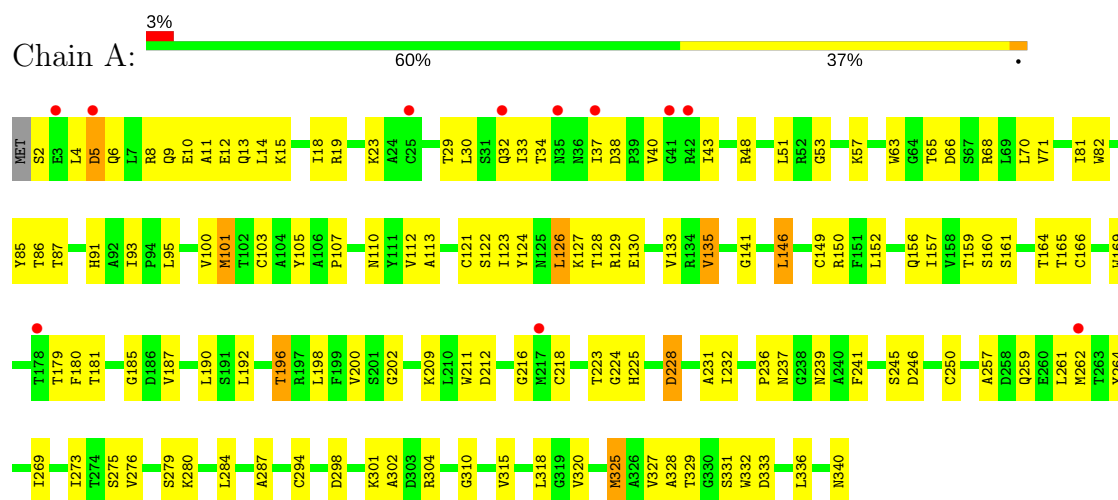 3%
Chain A:
60% 37% •
MET S2 E3 L4 D5 Q6 L7 R8 Q9 E10 A11 E12 Q13 L14 K15 I18 R19 K23 A24 C25 T29 L30 S31 Q32 I33 T34 N35 N36 I37 D38 P39 V40 G41 R42 I43 R48 L51 R52 G53 K57 W63 G64 T65 D66 S67 R68 L69 L70 V71 I81 W82
Y85 T86 T87 H91 A92 I93 P94 L95 V100 M101 T102 C103 A104 Y105 A106 P107 N110 Y111 V112 A113 C121 S122 I123 Y124 N125 L126 K127 T128 R129 E130 V133 R134 V135 G141 L146 C149 R150 F151 L152 Q156 I157 V158 T159 S160 S161 T164 T165 C166 W169
T178 T179 F180 T181 G185 D186 V187 L190 S191 L192 T196 R197 L198 F199 V200 S201 G202 K209 L210 W211 D212 G216 M217 C218 T223 G224 H225 D228 A231 I232 P236 N237 G238 N239 A240 F241 S245 D246 C250 A257 D258 Q259 E260 L261 M262 T263
I269 I273 T274 S275 V276 S279 K280 L284 A287 C294 D298 K301 A302 D303 R304 G310 V315 L318 G319 V320 M325 A326 V327 A328 T329 G330 S331 W332 D333 L336 N340